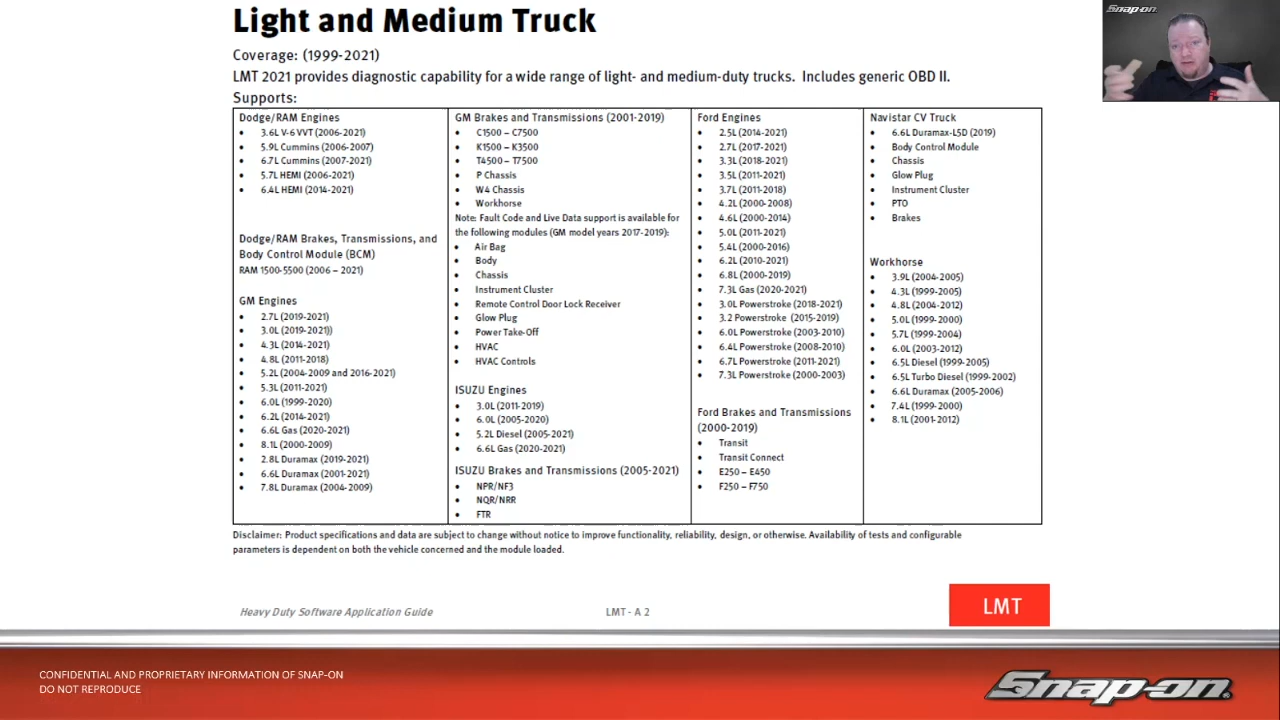 Light and Medium Truck
Coverage: (1999-2021)
LMT 2021 provides diagnostic capability for a wide range of light- and medium-duty trucks. Includes generic OBD II.
Supports:
Dodge/RAM Engines
• 3.6L V-6 VVT (2006-2021)
• 5.9L Cummins (2006-2007)
• 6.7L Cummins (2007-2021)
• 5.7L HEMI (2006-2021)
• 6.4L HEMI (2014-2021)
Dodge/RAM Brakes, Transmissions, and
Body Control Module (BCM)
RAM 1500-5500 (2006 – 2021)
GM Engines
• 2.7L (2019-2021)
• 3.0L (2019-2021))
• 4.3L (2014-2021)
• 4.8L (2011-2018)
• 5.2L (2004-2009 and 2016-2021)
• 5.3L (2011-2021)
• 6.0L (1999-2020)
• 6.2L (2014-2021)
• 6.6L Gas (2020-2021)
• 8.1L (2000-2009)
• 2.8L Duramax (2019-2021)
• 6.6L Duramax (2001-2021)
• 7.8L Duramax (2004-2009)
GM Brakes and Transmissions (2001-2019)
• C1500 – C7500
• K1500 – K3500
• T4500 – T7500
• P Chassis
• W4 Chassis
• Workhorse
Note: Fault Code and Live Data support is available for
the following modules (GM model years 2017-2019):
• Air Bag
• Body
• Chassis
• Instrument Cluster
• Remote Control Door Lock Receiver
• Glow Plug
• Power Take-Off
• HVAC
• HVAC Controls
ISUZU Engines
• 3.0L (2011-2019)
• 6.0L (2005-2020)
• 5.2L Diesel (2005-2021)
• 6.6L Gas (2020-2021)
ISUZU Brakes and Transmissions (2005-2021)
• NPR/NF3
• NQR/NRR
• FTR
Ford Engines
• 2.5L (2014-2021)
• 2.7L (2017-2021)
• 3.3L (2018-2021)
• 3.5L (2011-2021)
• 3.7L (2011-2018)
• 4.2L (2000-2008)
• 4.6L (2000-2014)
• 5.0L (2011-2021)
• 5.4L (2000-2016)
• 6.2L (2010-2021)
• 6.8L (2000-2019)
• 7.3L Gas (2020-2021)
• 3.0L Powerstroke (2018-2021)
• 3.2 Powerstroke (2015-2019)
• 6.0L Powerstroke (2003-2010)
• 6.4L Powerstroke (2008-2010)
• 6.7L Powerstroke (2011-2021)
• 7.3L Powerstroke (2000-2003)
Ford Brakes and Transmissions
(2000-2019)
• Transit
• Transit Connect
• E250 – E450
• F250 – F750
Navistar CV Truck
• 6.6L Duramax-L5D (2019)
• Body Control Module
• Chassis
• Glow Plug
• Instrument Cluster
• PTO
• Brakes
Workhorse
• 3.9L (2004-2005)
• 4.3L (1999-2005)
• 4.8L (2004-2012)
• 5.0L (1999-2000)
• 5.7L (1999-2004)
• 6.0L (2003-2012)
• 6.5L Diesel (1999-2005)
• 6.5L Turbo Diesel (1999-2002)
• 6.6L Duramax (2005-2006)
• 7.4L (1999-2000)
• 8.1L (2001-2012)
Disclaimer: Product specifications and data are subject to change without notice to improve functionality, reliability, design, or otherwise. Availability of tests and configurable
parameters is dependent on both the vehicle concerned and the module loaded.
Heavy Duty Software Application Guide
LMT - A 2
LMT
CONFIDENTIAL AND PROPRIETARY INFORMATION OF SNAP-ON
DO NOT REPRODUCE
Snap-on
Snap-on